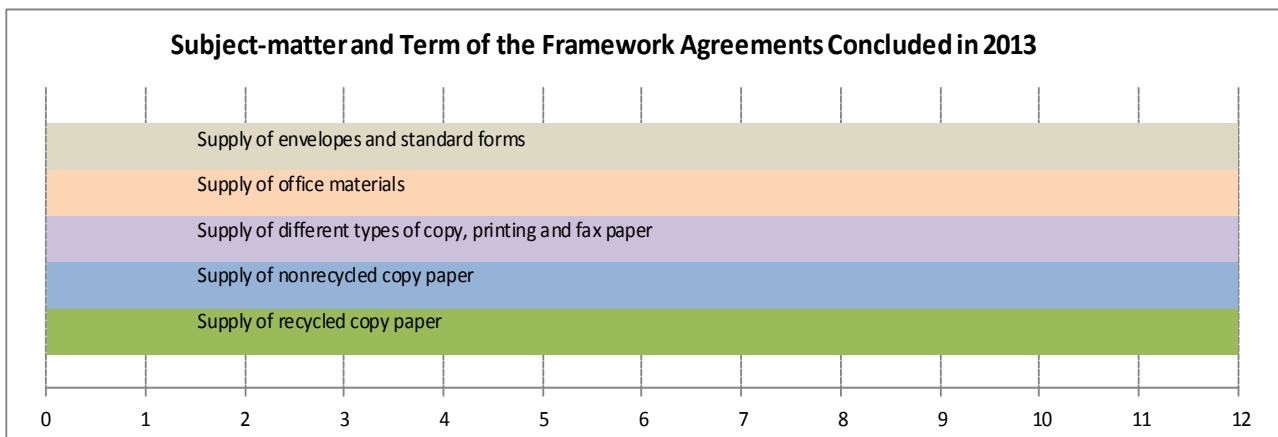 Subject-matter and Term of the Framework Agreements Concluded in 2013
Supply of envelopes and standard forms
Supply of office materials
Supply of different types of copy, printing and fax paper
Supply of nonrecycled copy paper
Supply of recycled copy paper
0 1 2 3 4 5 6 7 8 9 10 11 12